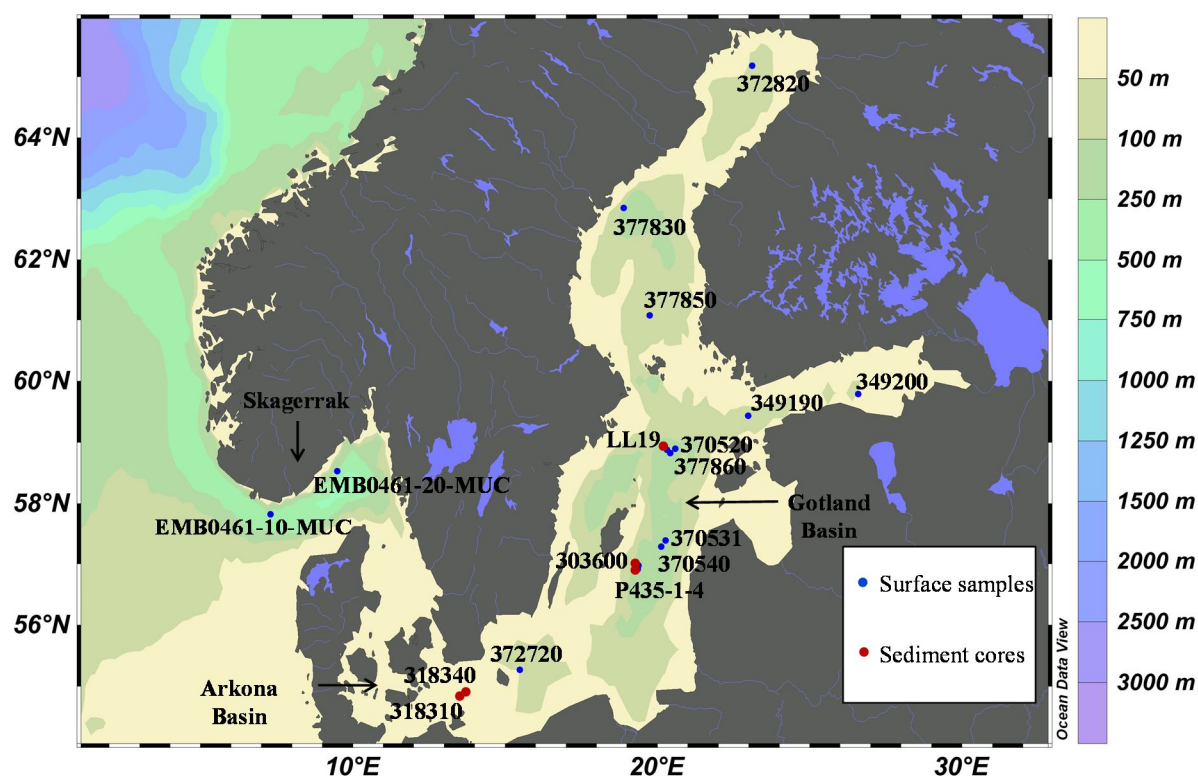 372820
50 m
100 m
64°N
250 m
377830
62°N
500 m
377850
750 m
60°N
349200
1000 m
Skagerrak
349190
LL19
370520
1250 m
377860
EMB0461-20-MUC
58°N
1500 m
Gotland
Basin
EMB0461-10-MUC
370531
303600
370540
2000 m
P435-1-4
Surface samples
56°N
2500 m
372720
Sediment cores
318340
3000 m
Arkona
Basin
318310
Ocean Data View
10°E
20°E
30°E